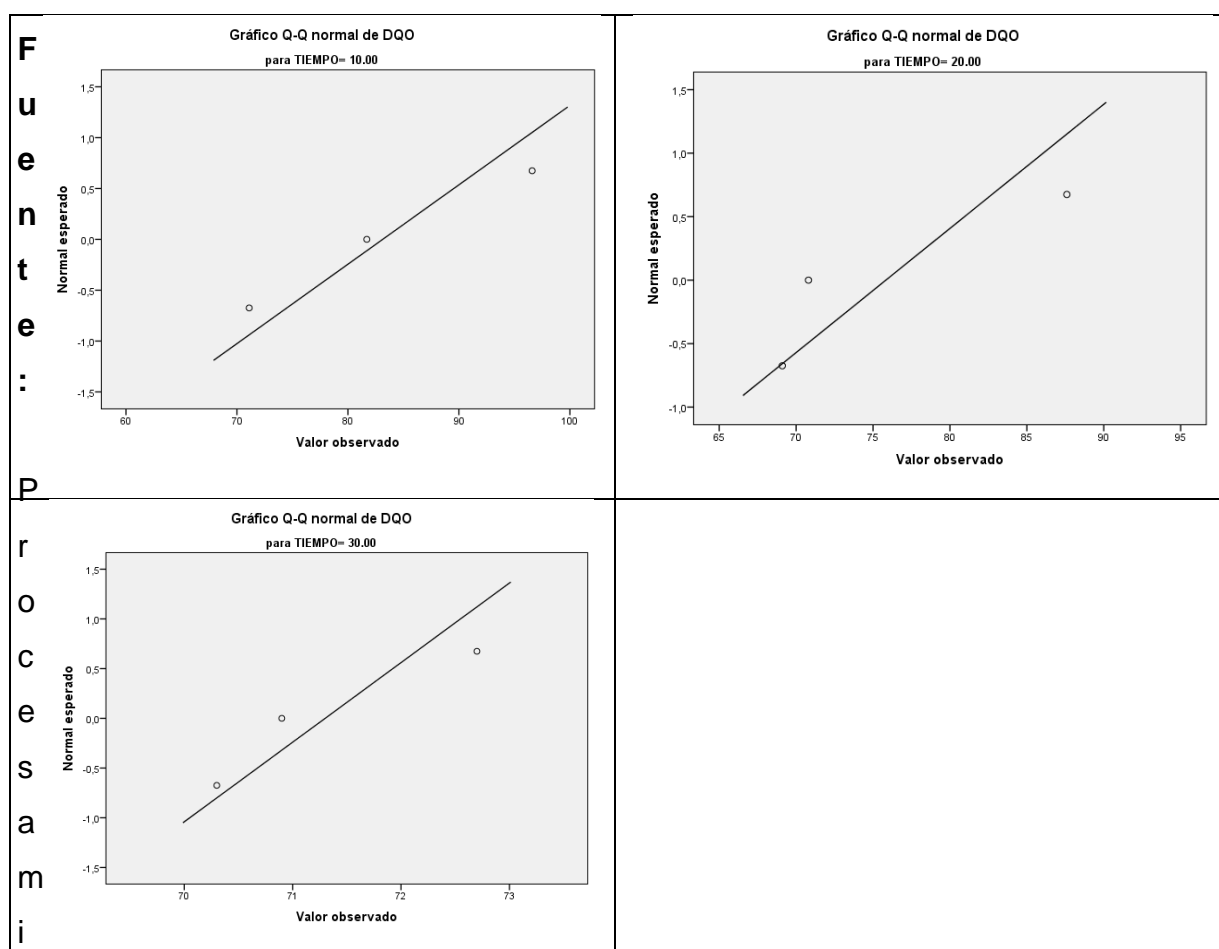 F
u
e
n
t
e
:
P
r
o
c
e
s
a
m
i
Gráfico Q-Q normal de DQO
para TIEMPO= 10.00
Normal esperado
1,5
1,0
0,5
0,0
-0,5
-1,0
-1,5
60 70 80 90 100
Valor observado
Gráfico Q-Q normal de DQO
para TIEMPO= 20.00
Normal esperado
1,5
1,0
0,5
0,0
-0,5
-1,0
65 70 75 80 85 90 95
Valor observado
Gráfico Q-Q normal de DQO
para TIEMPO= 30.00
Normal esperado
1,5
1,0
0,5
0,0
-0,5
-1,0
-1,5
70 71 72 73
Valor observado